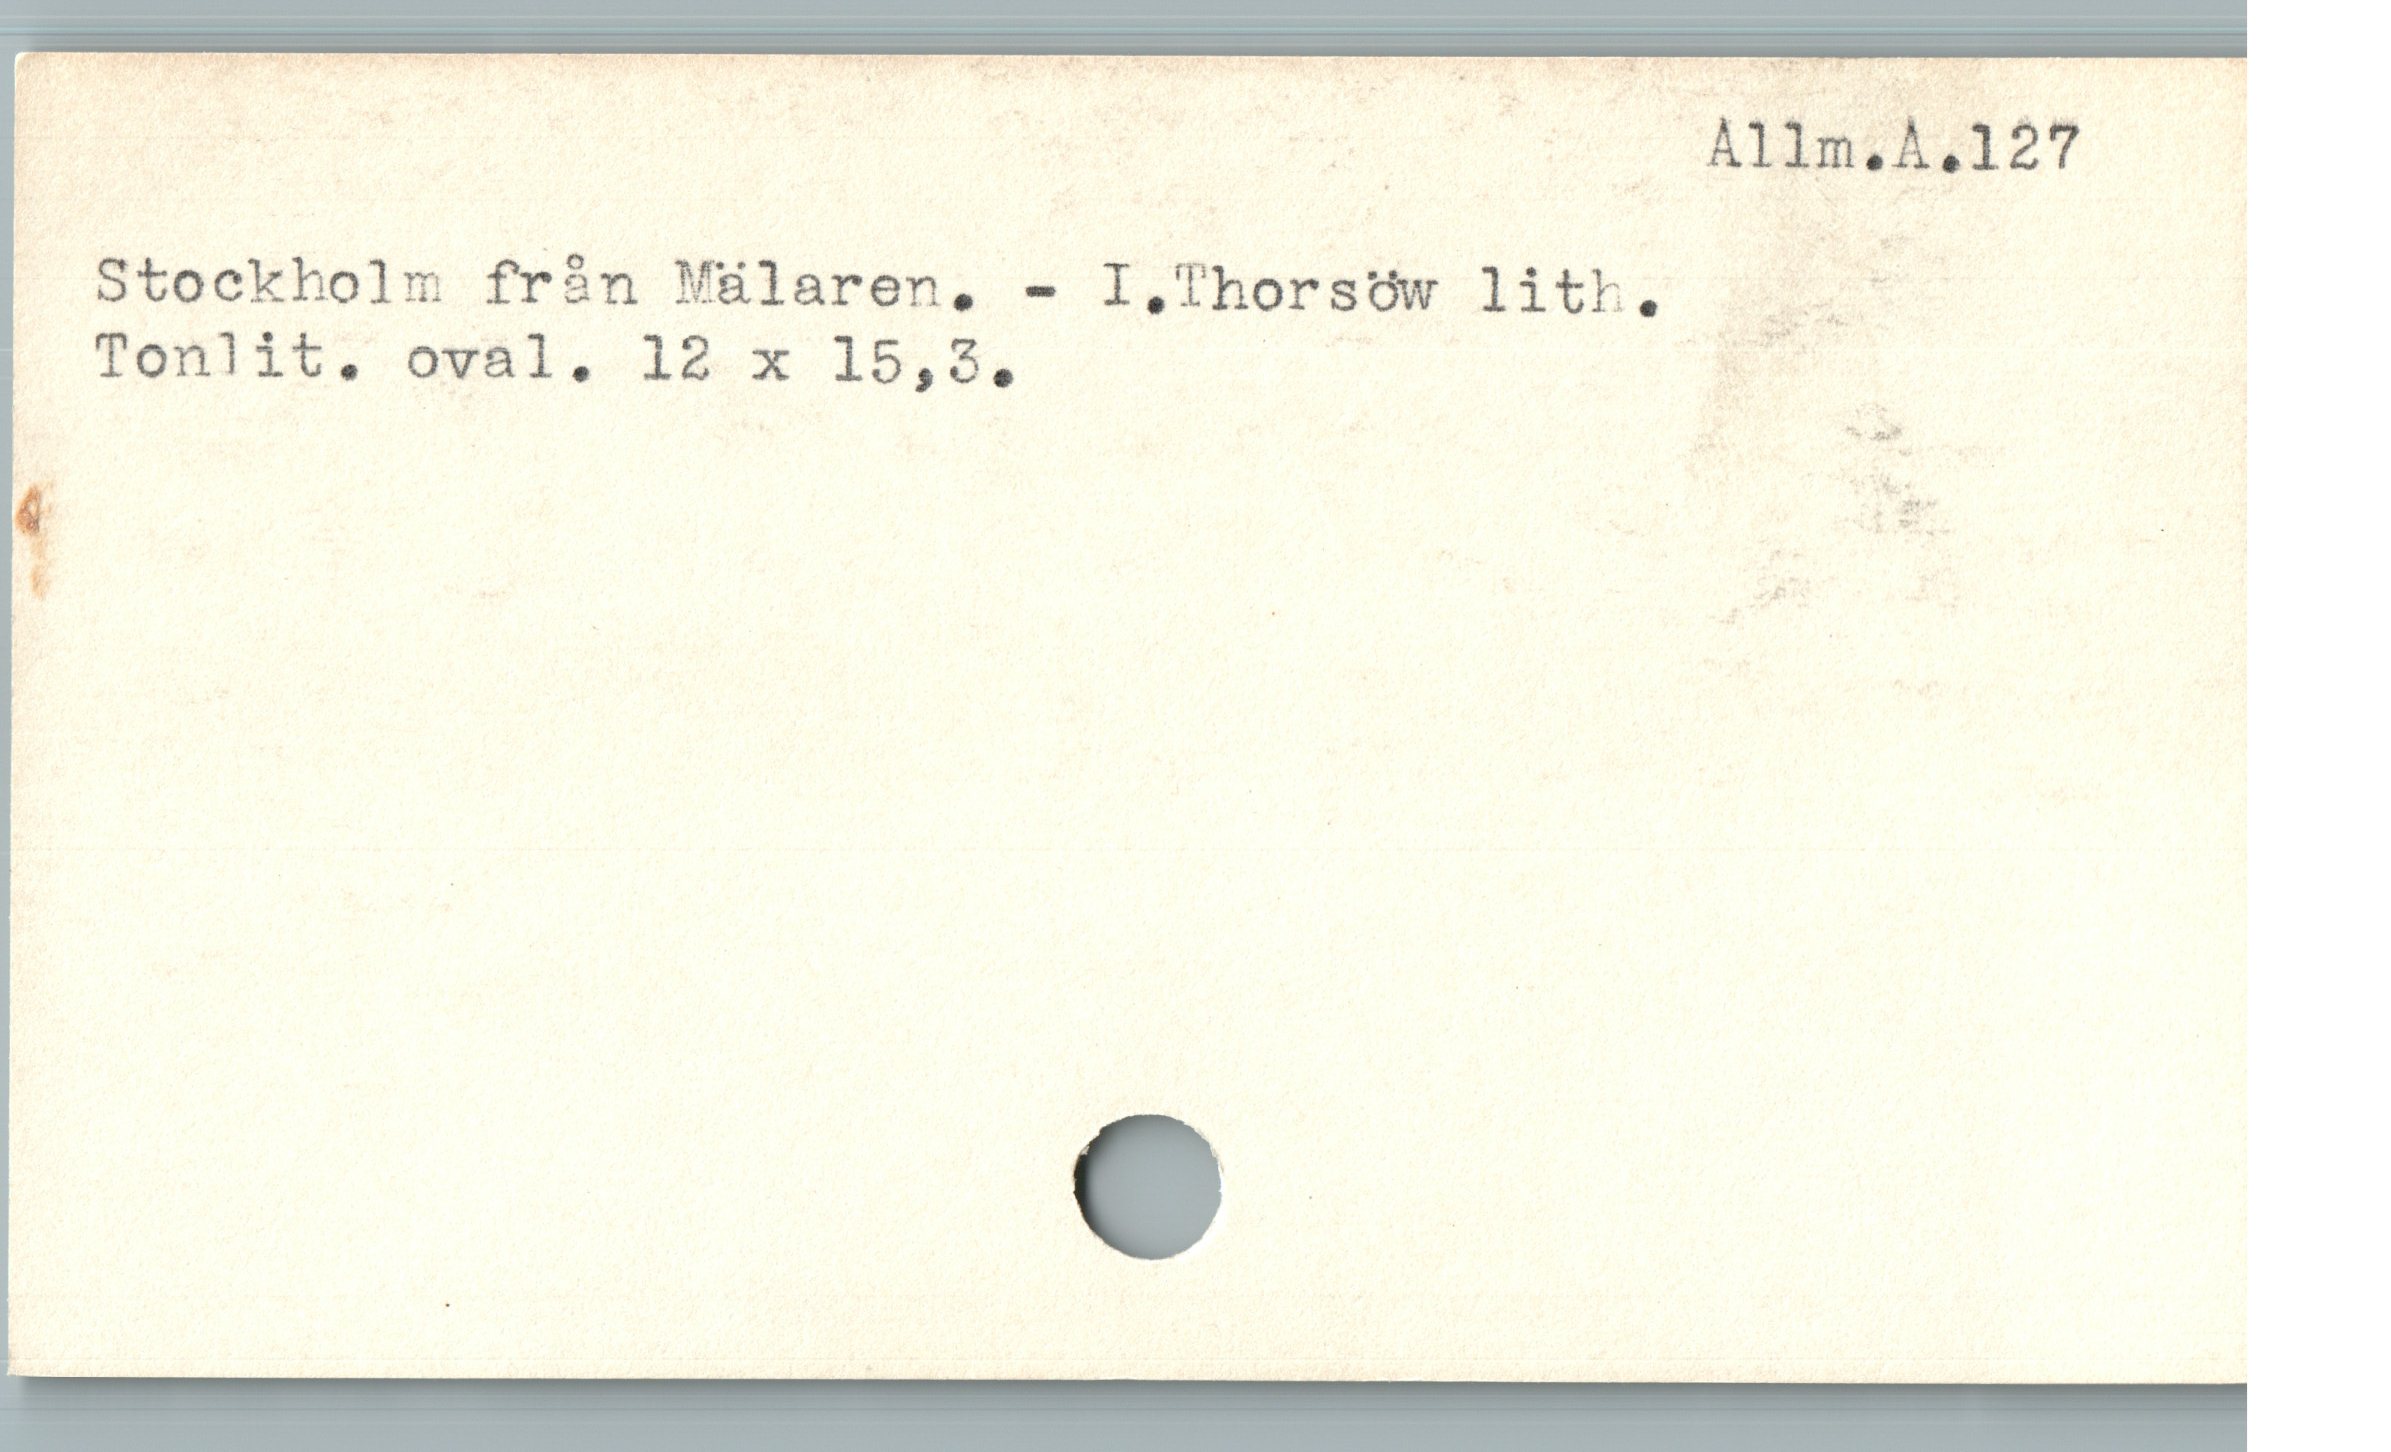 Allm.A.127
Stockholm från Mälaren. - I.Thorsöw lith.
Tonlit. oval. 12 x 15,3.